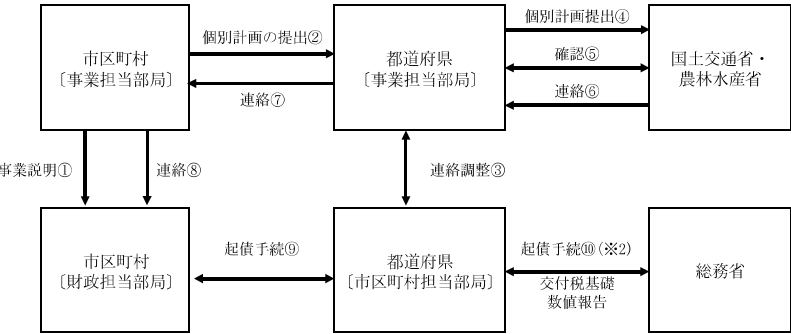 市区町村
〔事業担当部局〕
個別計画の提出②
連絡⑦
都道府県
〔事業担当部局〕
個別計画提出④
確認⑤
連絡⑥
国土交通省・
農林水産省
事業説明①
連絡⑧
連絡調整③
市区町村
〔財政担当部局〕
起債手続⑨
都道府県
〔市区町村担当部局〕
起債手続⑩(※2)
交付税基礎
数値報告
総務省